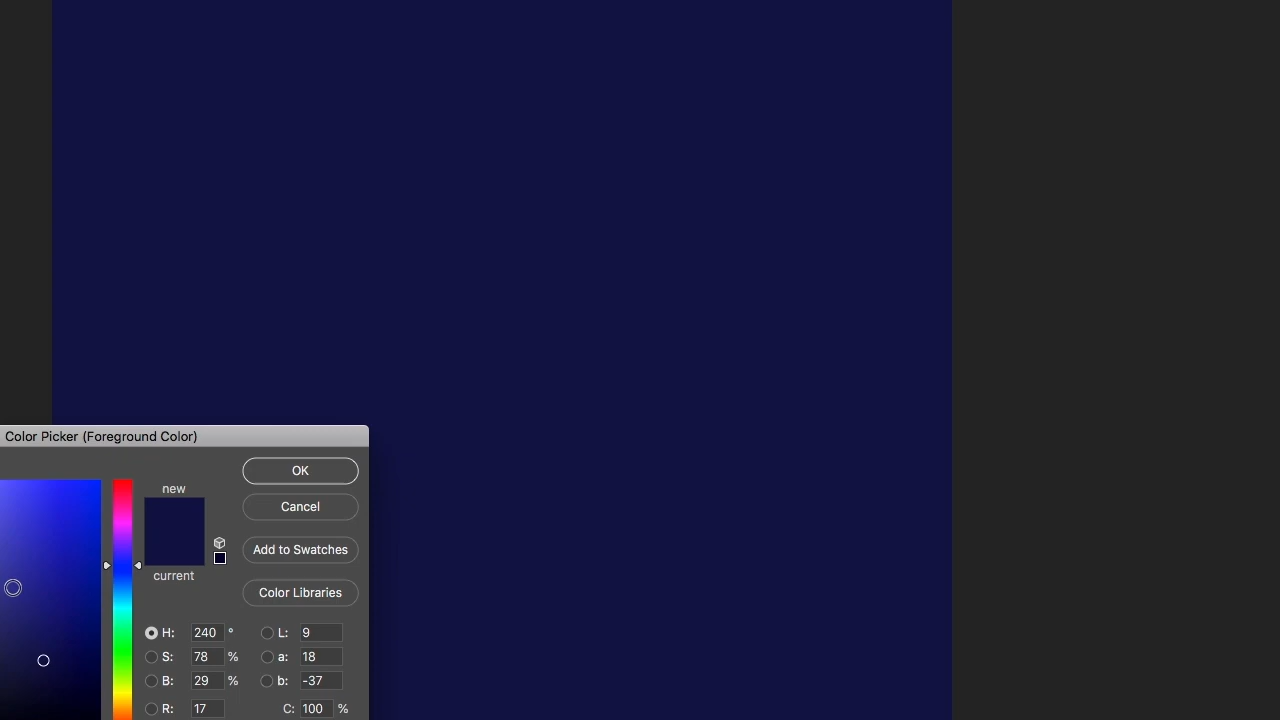 Color Picker (Foreground Color)
OK
new
Cancel
Add to Swatches
current
Color Libraries
H: 240 ° L: 9
S: 78 % a: 18
B: 29 % b: -37
R: 17 C: 100 %